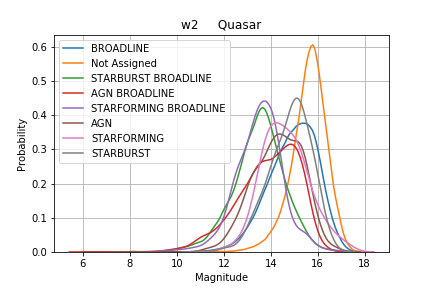 w2 Quasar
BROADLINE
Not Assigned
STARBURST BROADLINE
AGN BROADLINE
STARFORMING BROADLINE
AGN
STARFORMING
STARBURST
Probability
0.6
0.5
0.4
0.3
0.2
0.1
0.0
6 8 10 12 14 16 18
Magnitude